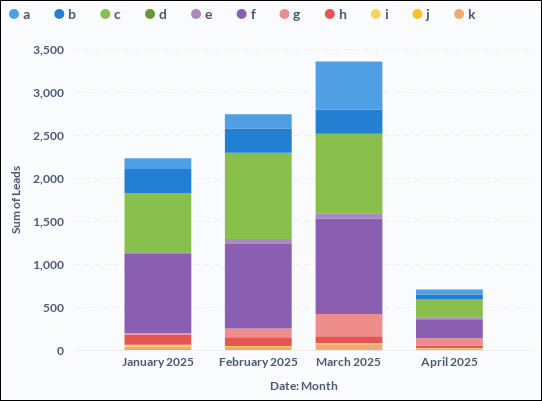 a b c d e f g h i j k
3,500
3,000
2,500
2,000
1,500
1,000
500
0
Sum of Leads
January 2025 February 2025 March 2025 April 2025
Date: Month